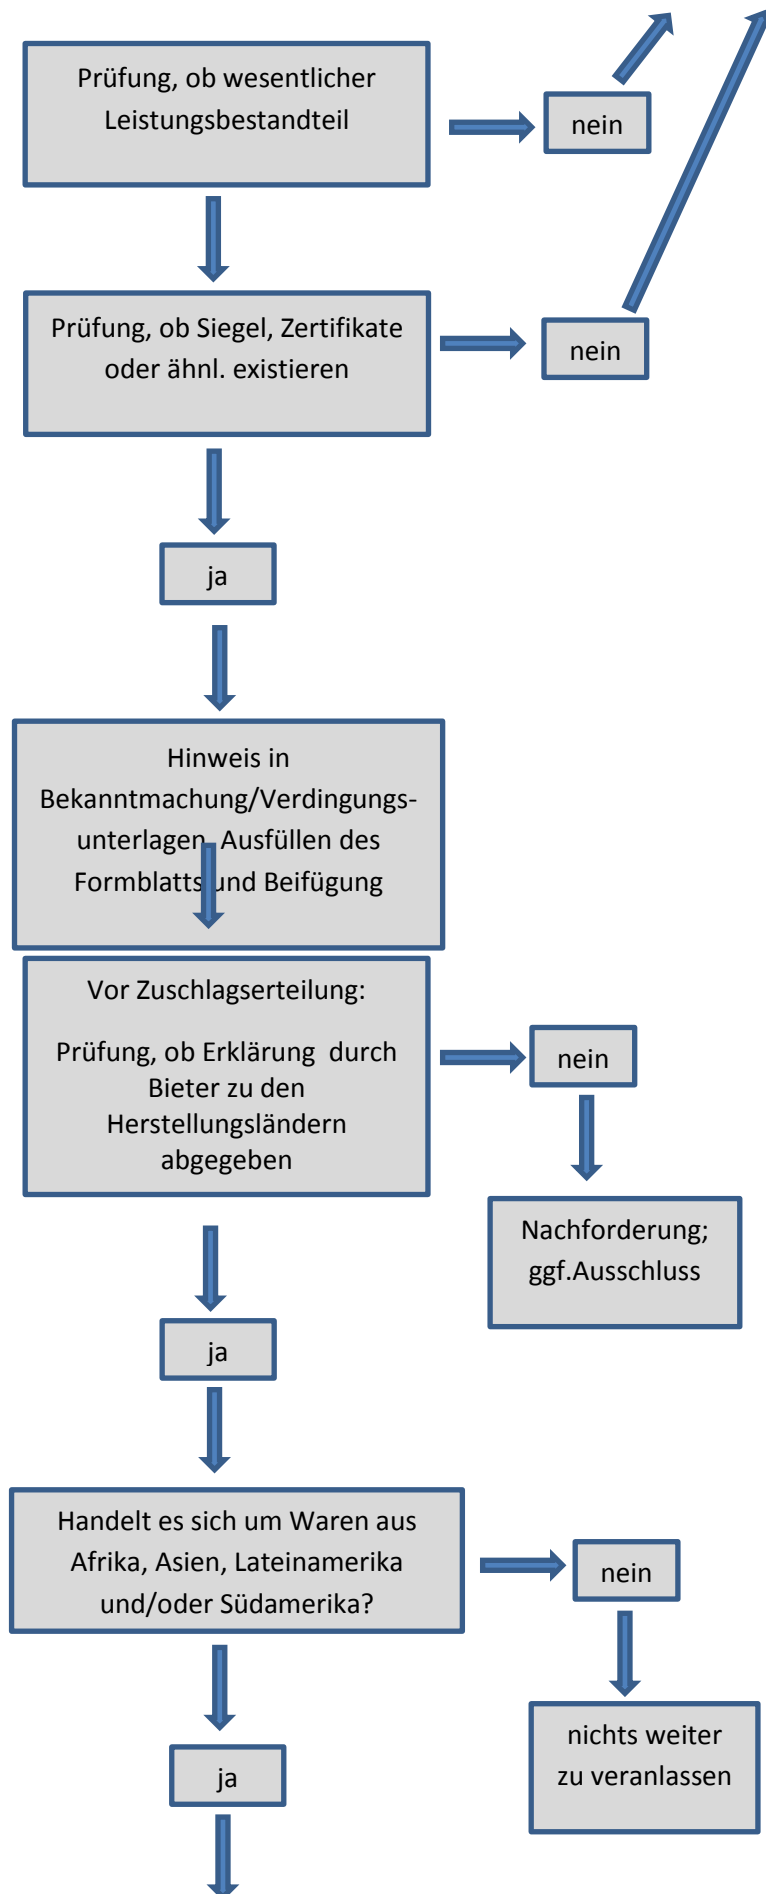 Prüfung, ob wesentlicher
Leistungsbestandteil
nein
Prüfung, ob Siegel, Zertifikate
oder ähnl. existieren
nein
ja
Hinweis in
Bekanntmachung/Verdingungs-
unterlagen, Ausfüllen des
Formblatts und Beifügung
Vor Zuschlagserteilung:
Prüfung, ob Erklärung durch
Bieter zu den
Herstellungsländern
abgegeben
nein
Nachforderung;
ggf.Ausschluss
ja
Handelt es sich um Waren aus
Afrika, Asien, Lateinamerika
und/oder Südamerika?
nein
nichts weiter
zu veranlassen
ja